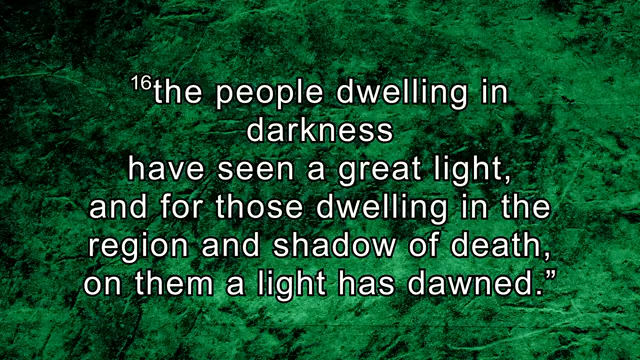 16the people dwelling in
darkness
have seen a great light,
and for those dwelling in the
region and shadow of death,
on them a light has dawned.”